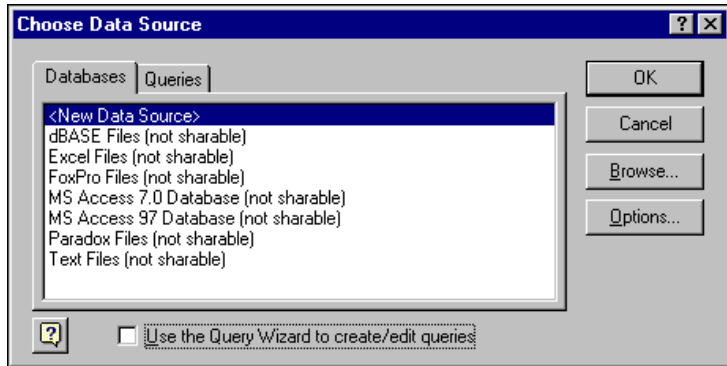 Choose Data Source
Databases
Queries
<New Data Source>
dBASE Files (not sharable)
Excel Files (not sharable)
FoxPro Files (not sharable)
MS Access 7.0 Database (not sharable)
MS Access 97 Database (not sharable)
Paradox Files (not sharable)
Text Files (not sharable)
OK
Cancel
Browse...
Options...
Use the Query Wizard to create/edit queries